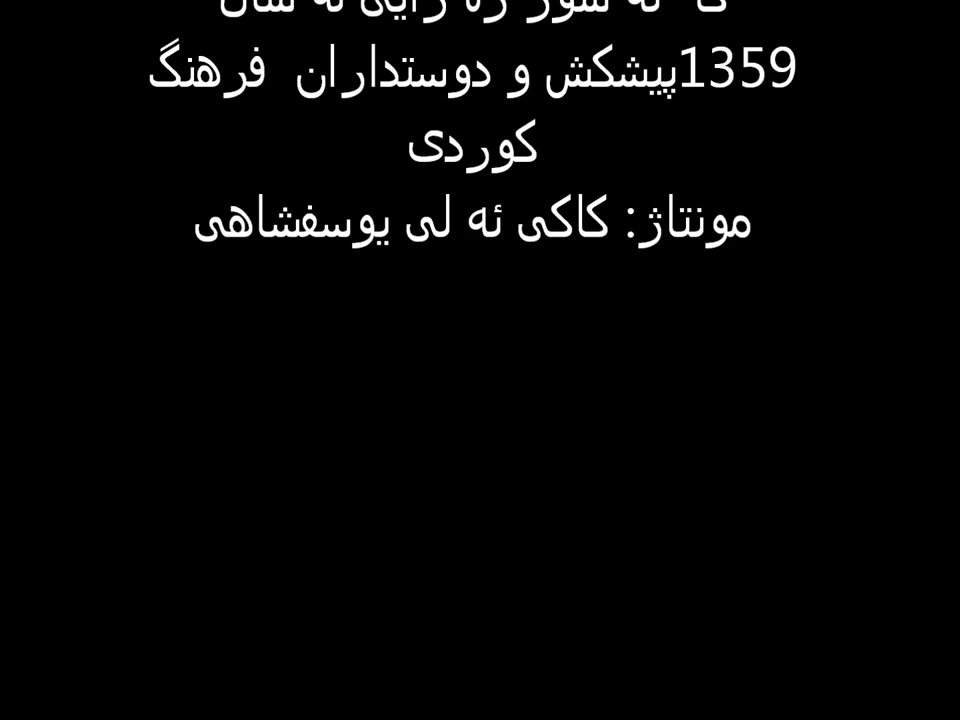 1359پیشکش و دوستداران فرهنگ
کوردی
مونتاژ: کاکی ئه لی یوسفشاهی